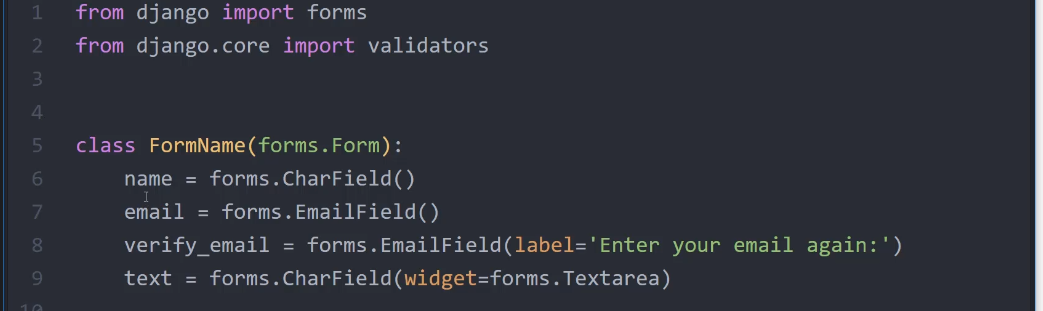 1 from django import forms
2 from django.core import validators
3
4
5 class FormName(forms.Form):
6     name = forms.CharField()
7     email = forms.EmailField()
8     verify_email = forms.EmailField(label='Enter your email again:')
9     text = forms.CharField(widget=forms.Textarea)
10